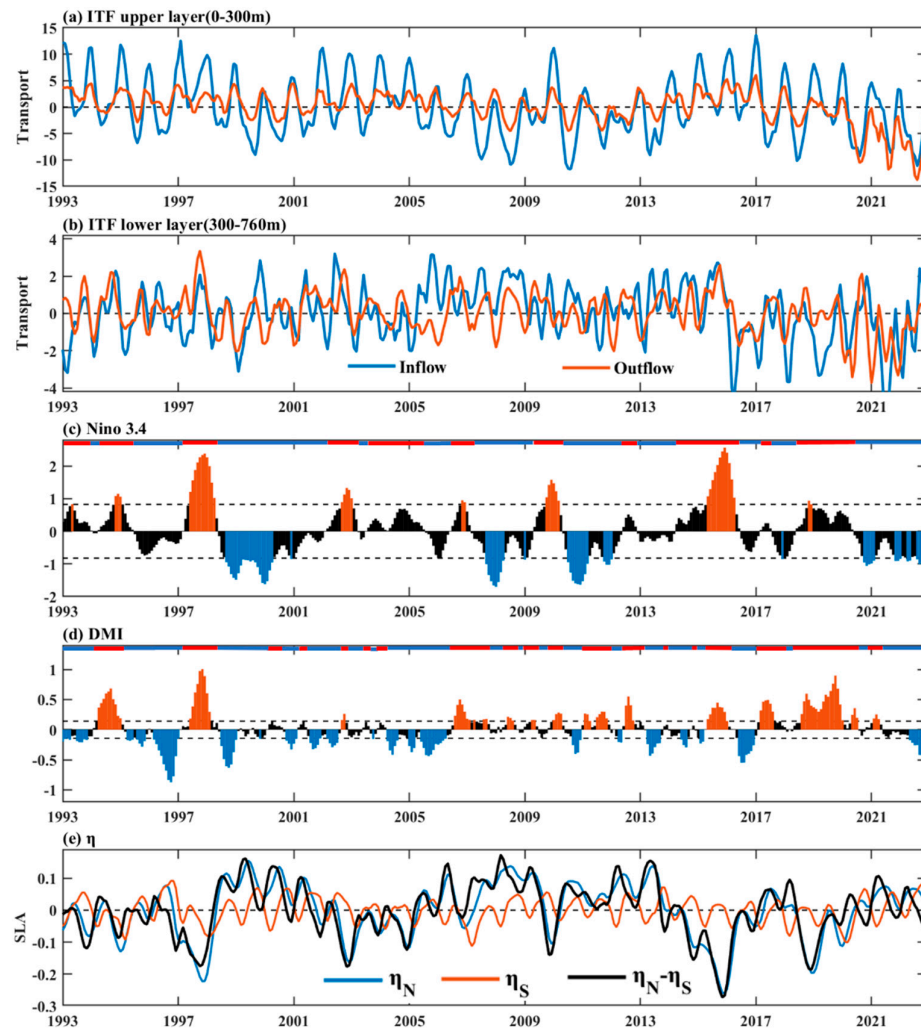 (a) ITF upper layer(0-300m)
15
10
5
0
-5
-10
-15
Transport
1993 1997 2001 2005 2009 2013 2017 2021
(b) ITF lower layer(300-760m)
4
2
0
-2
-4
Transport
Inflow Outflow
1993 1997 2001 2005 2009 2013 2017 2021
(c) Nino 3.4
2
1
0
-1
-2
1993 1997 2001 2005 2009 2013 2017 2021
(d) DMI
1
0.5
0
-0.5
-1
1993 1997 2001 2005 2009 2013 2017 2021
(e) η
0.1
0
-0.1
-0.2
-0.3
SLA
η_N η_S η_N-η_S
1993 1997 2001 2005 2009 2013 2017 2021